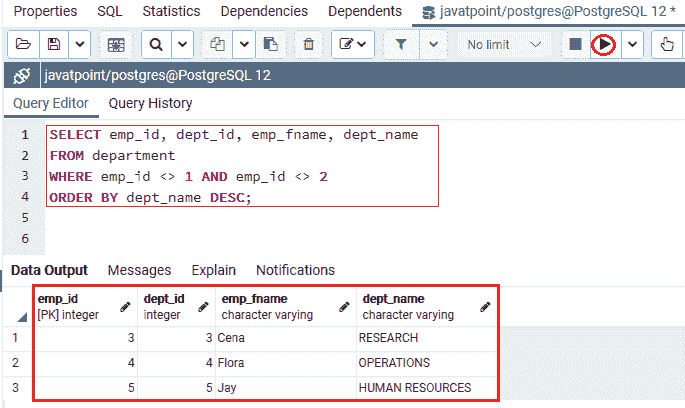 Properties SQL Statistics Dependencies Dependents javatpoint/postgres@PostgreSQL 12 *
No limit
javatpoint/postgres@PostgreSQL 12
Query Editor Query History
1 SELECT emp_id, dept_id, emp_fname, dept_name
2 FROM department
3 WHERE emp_id <> 1 AND emp_id <> 2
4 ORDER BY dept_name DESC;
5
6
Data Output Messages Explain Notifications
emp_id dept_id emp_fname dept_name
[PK] integer integer character varying character varying
1 3 3 Cena RESEARCH
2 4 4 Flora OPERATIONS
3 5 5 Jay HUMAN RESOURCES